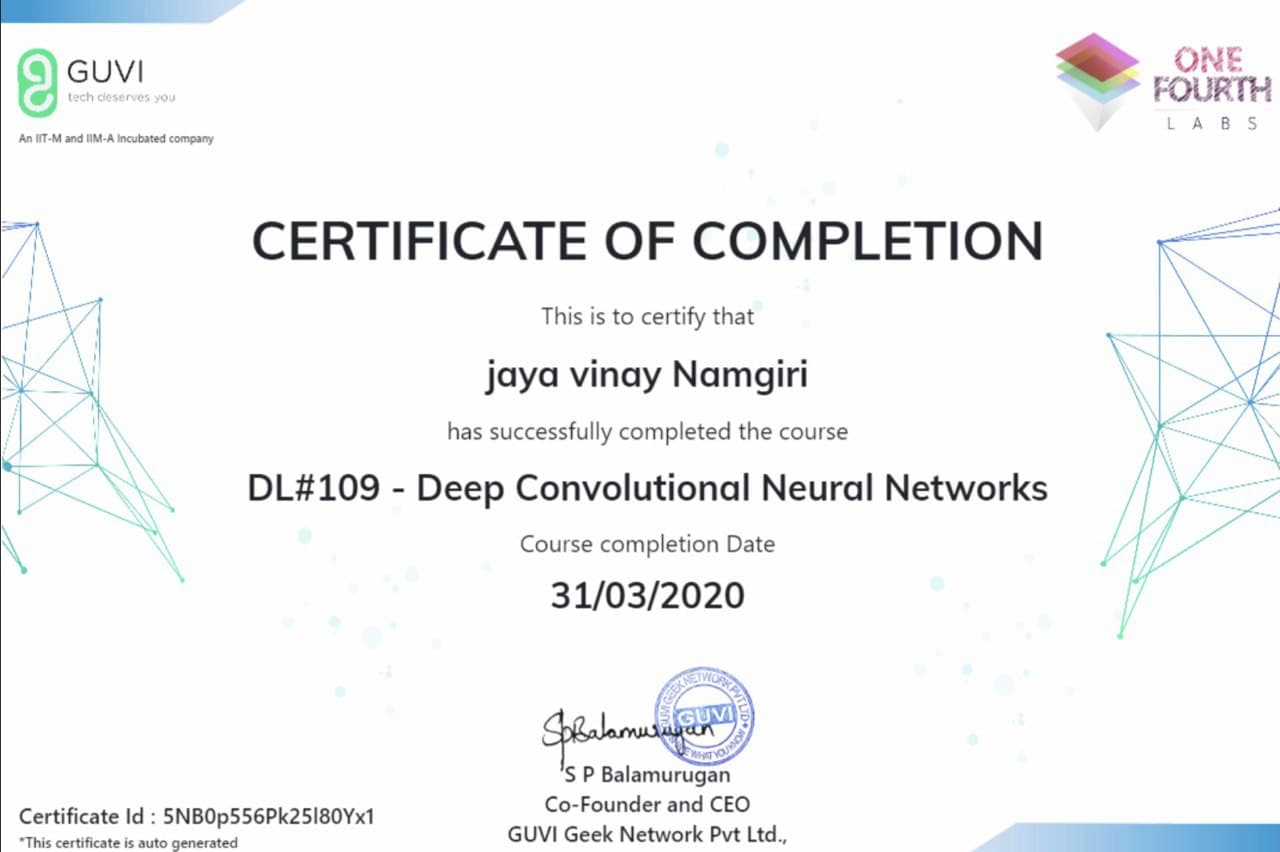 GUVI
tech deserves you
An IIT-M and IIM-A Incubated company
ONE
FOURTH
LABS
CERTIFICATE OF COMPLETION
This is to certify that
jaya vinay Namgiri
has successfully completed the course
DL#109 - Deep Convolutional Neural Networks
Course completion Date
31/03/2020
SpBalamurugan
GUVI GEEK NETWORK PVT LTD
GUVI
WHAT YOU KNOW
S P Balamurugan
Co-Founder and CEO
GUVI Geek Network Pvt Ltd.,
Certificate Id : 5NB0p556Pk25l80Yx1
*This certificate is auto generated